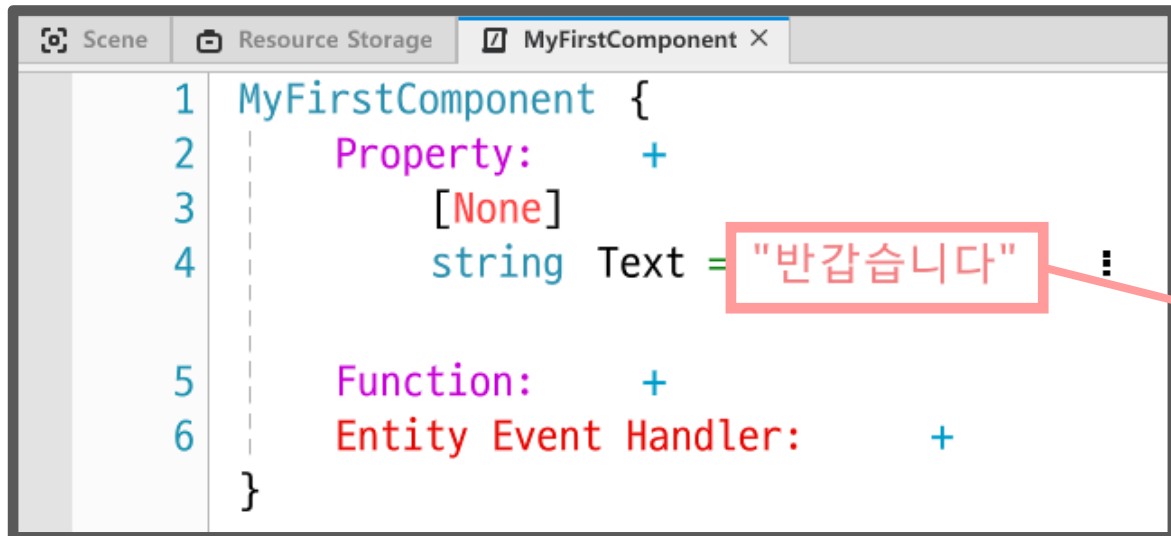 Scene Resource Storage MyFirstComponent ×
1 MyFirstComponent {
2 Property: +
3 [None]
4 string Text = "반갑습니다" ⋮
5 Function: +
6 Entity Event Handler: +
}